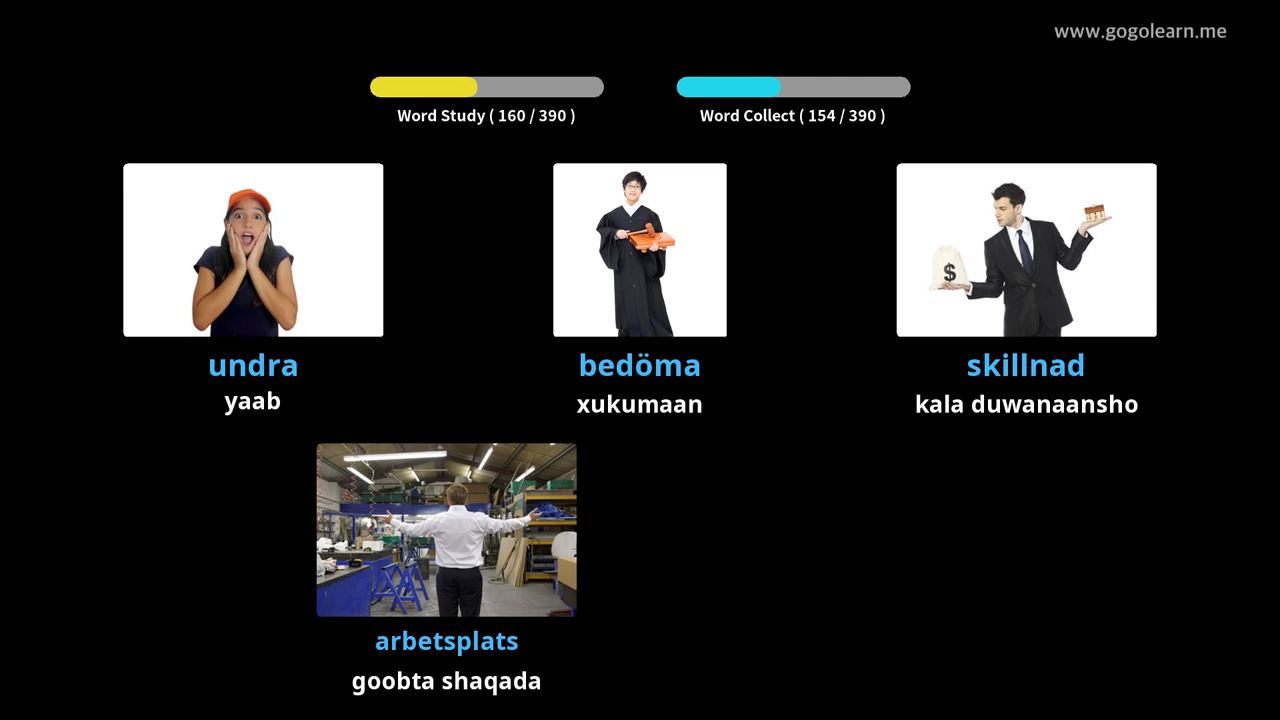 www.gogolearn.me
Word Study ( 160 / 390 )
Word Collect ( 154 / 390 )
undra
yaab
bedöma
xukumaan
skillnad
kala duwanaansho
$
arbetsplats
goobta shaqada